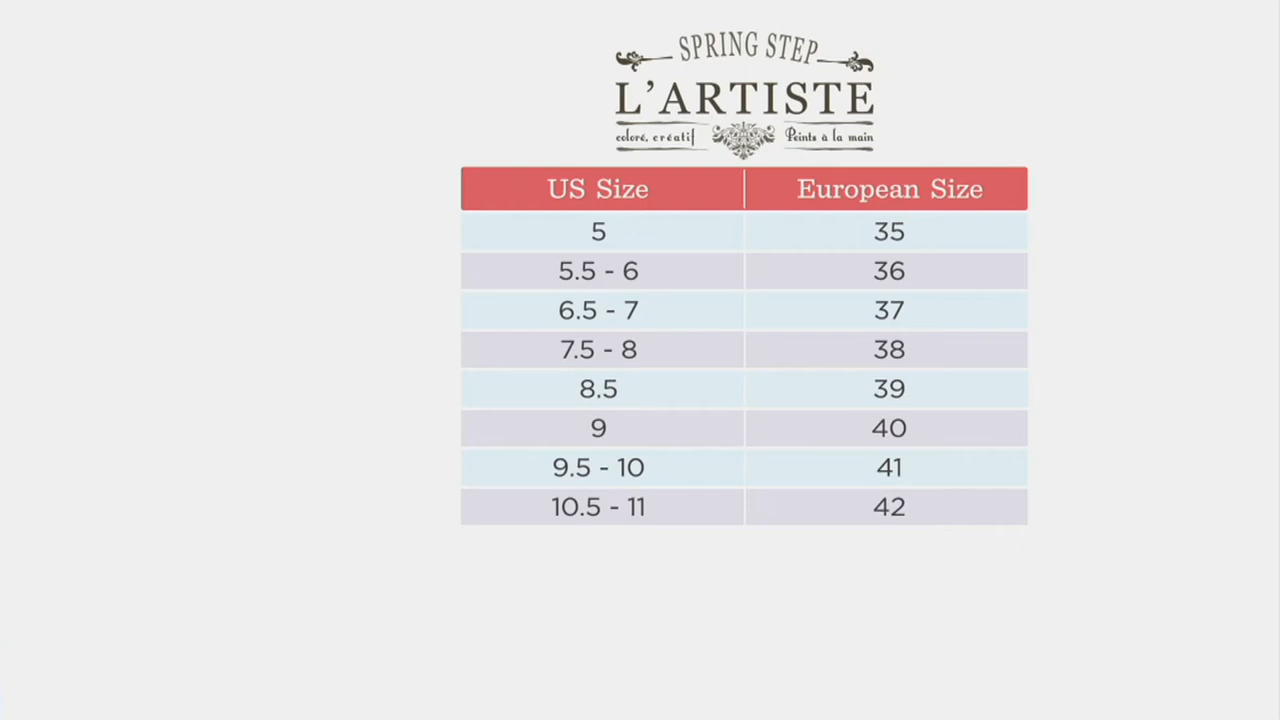 SPRING STEP
L'ARTISTE
coloré, créatif Peints à la main
US Size European Size
5 35
5.5 - 6 36
6.5 - 7 37
7.5 - 8 38
8.5 39
9 40
9.5 - 10 41
10.5 - 11 42